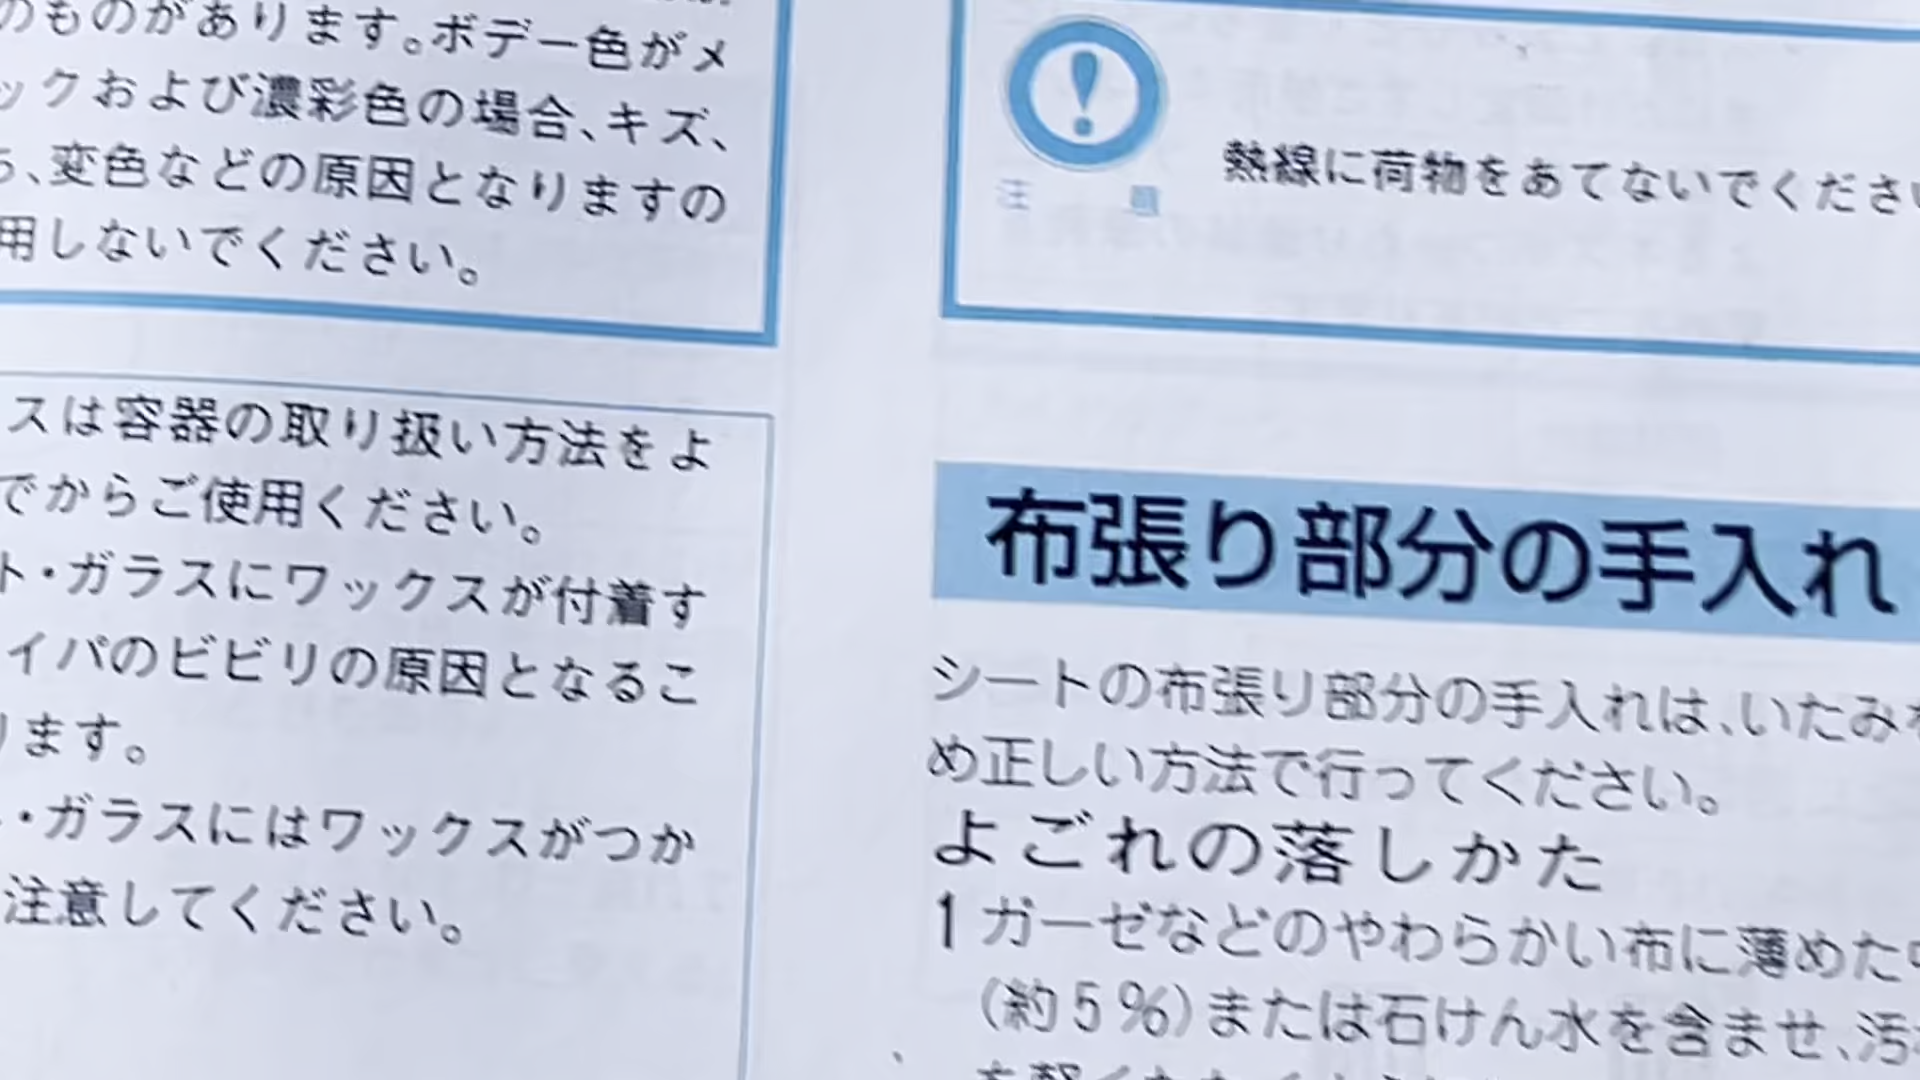 のものがあります。ボデー色がメ
ックおよび濃彩色の場合、キズ、
、変色などの原因となりますの
用しないでください。
スは容器の取り扱い方法をよ
でからご使用ください。
ト・ガラスにワックスが付着す
イパのビビリの原因となるこ
ります。
・ガラスにはワックスがつか
注意してください。
注 意
熱線に荷物をあてないでくださ
布張り部分の手入れ
シートの布張り部分の手入れは、いたみ
め正しい方法で行ってください。
よごれの落しかた
1 ガーゼなどのやわらかい布に薄めた
(約5%)または石けん水を含ませ、汚